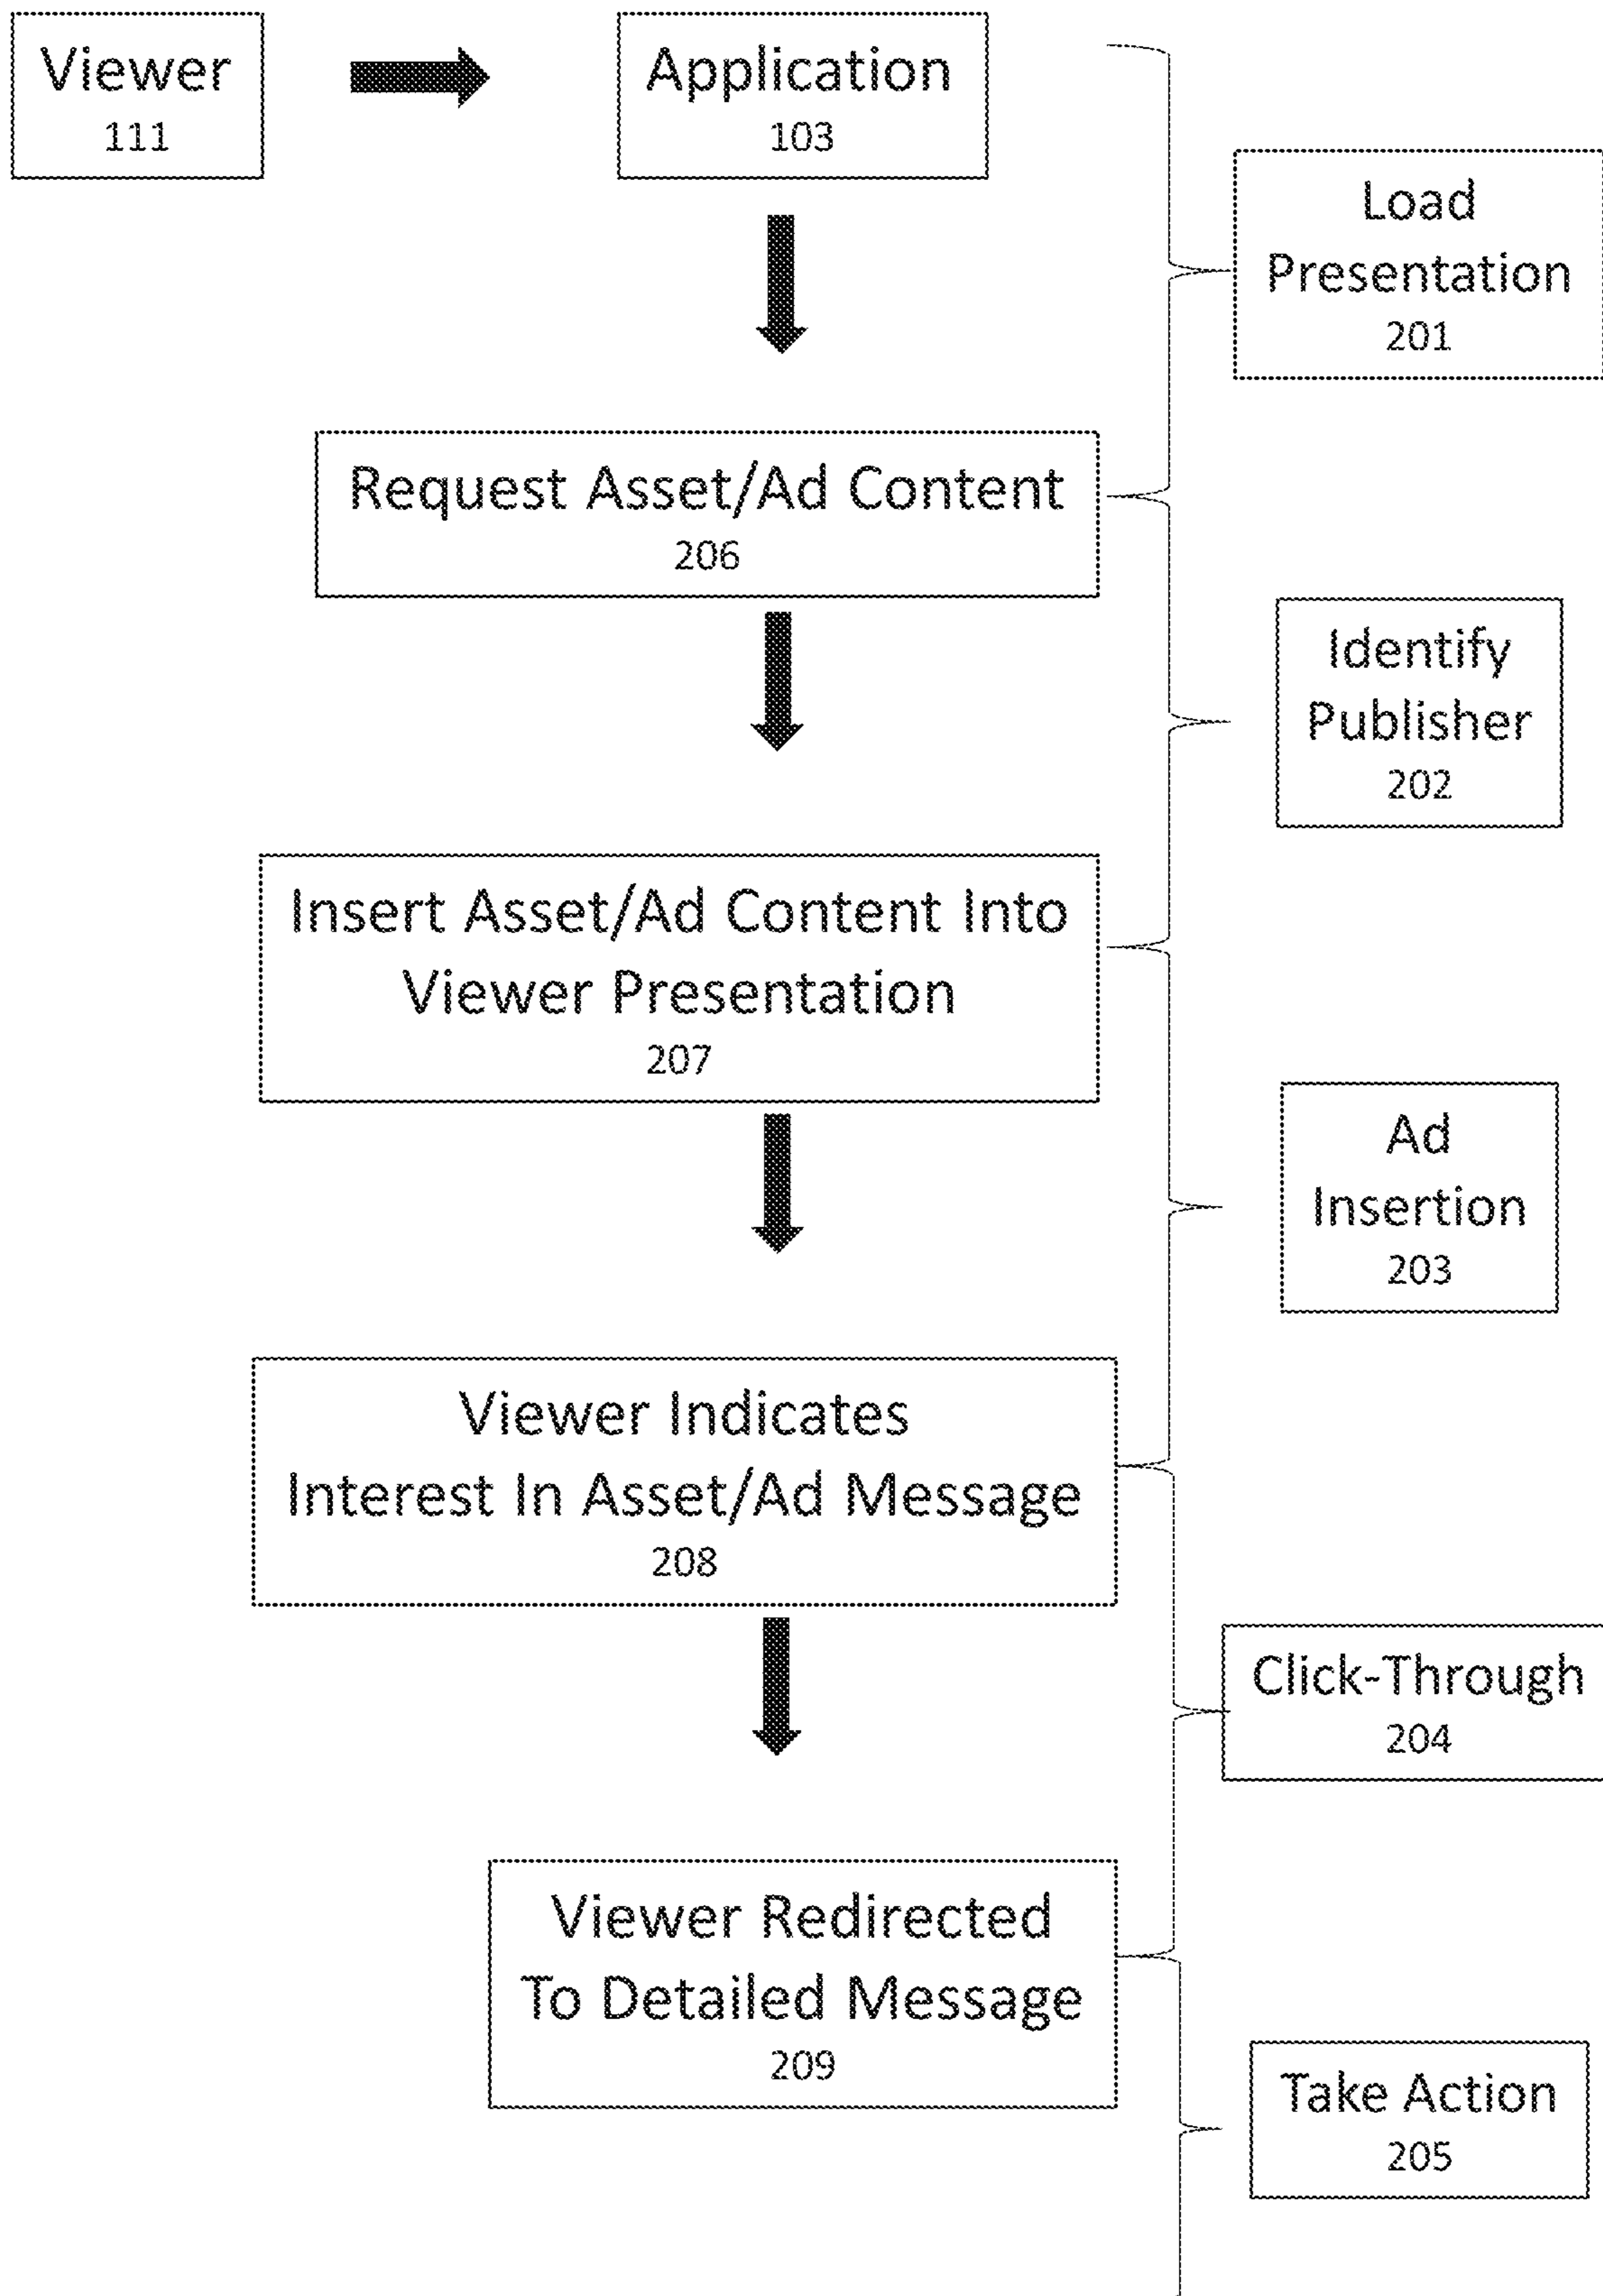 Viewer
111
Application
103
Load
Presentation
201
Request Asset/Ad Content
206
Identify
Publisher
202
Insert Asset/Ad Content Into
Viewer Presentation
207
Ad
Insertion
203
Viewer Indicates
Interest In Asset/Ad Message
208
Click-Through
204
Viewer Redirected
To Detailed Message
209
Take Action
205